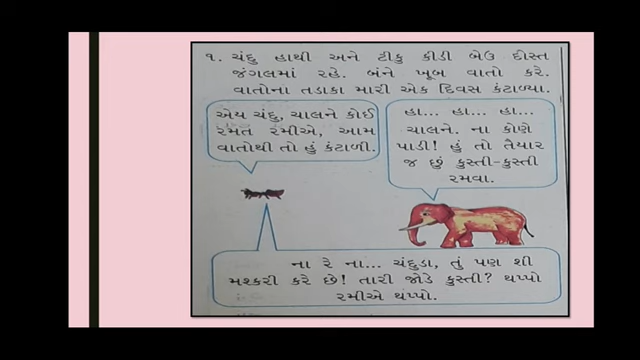 ૧. ચંદુ હાથી અને ટીકુ કીડી બેઉ દોસ્ત
જંગલમાં રહે. બંને ખૂબ વાતો કરે.
વાતોના તડાકા મારી એક દિવસ કંટાળ્યા.
એય ચંદુ, ચાલને કોઈ
રમત રમીએ, આમ
વાતોથી તો હું કંટાળી.
હા... હા... હા...
ચાલને. ના કોણે
પાડી! હું તો તૈયાર
જ છું કુસ્તી-કુસ્તી
રમવા.
ના રે ના... ચંદુડા, તું પણ શી
મશ્કરી કરે છે! તારી જોડે કુસ્તી? થપ્પો
રમીએ થપ્પો.